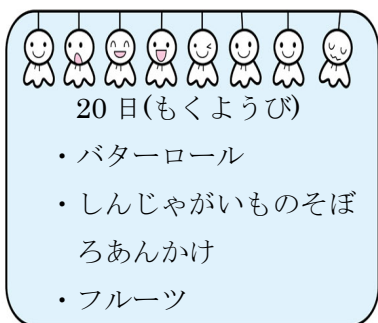 20 日(もくようび)
・バターロール
・しんじゃがいものそぼ
ろあんかけ
・フルーツ